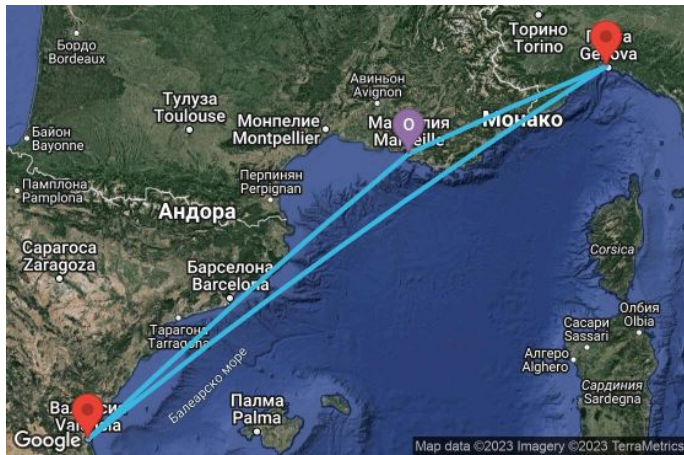 Бордо
Bordeaux
Торино
Torino
Genova
Авиньон
Avignon
Тулуза
Toulouse
Монпелие
Montpellier
O
Marseille
Монако
Байон
Bayonne
Памплона
Pamplona
Перпинян
Perpignan
Андора
Сарагоса
Zaragoza
Corsica
Барселона
Barcelona
Тарагона
Tarragona
Олбия
Olbia
Сасари
Sassari
Алгеро
Alghero
Балеарско море
Сардиния
Sardegna
Палма
Palma
Google
Map data ©2023 Imagery ©2023 TerraMetrics